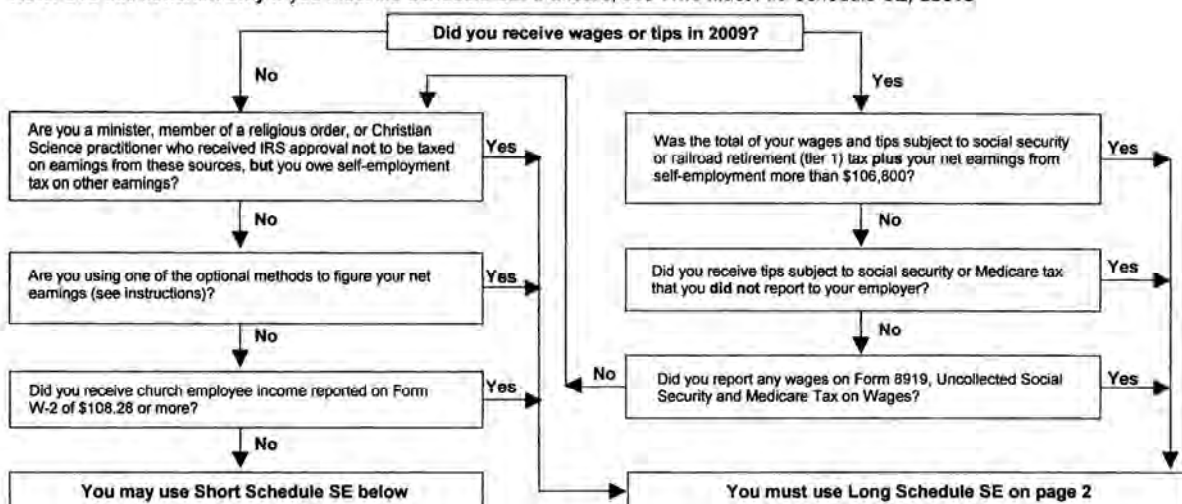 Did you receive wages or tips in 2009?
No
Yes
Are you a minister, member of a religious order, or Christian
Science practitioner who received IRS approval not to be taxed
on earnings from these sources, but you owe self-employment
tax on other earnings?
Yes
Was the total of your wages and tips subject to social security
or railroad retirement (tier 1) tax plus your net earnings from
self-employment more than $106,800?
Yes
No
No
Are you using one of the optional methods to figure your net
earnings (see instructions)?
Yes
Did you receive tips subject to social security or Medicare tax
that you did not report to your employer?
Yes
No
No
Did you receive church employee income reported on Form
W-2 of $108.28 or more?
Yes
No
Did you report any wages on Form 8919, Uncollected Social
Security and Medicare Tax on Wages?
Yes
No
You may use Short Schedule SE below
You must use Long Schedule SE on page 2